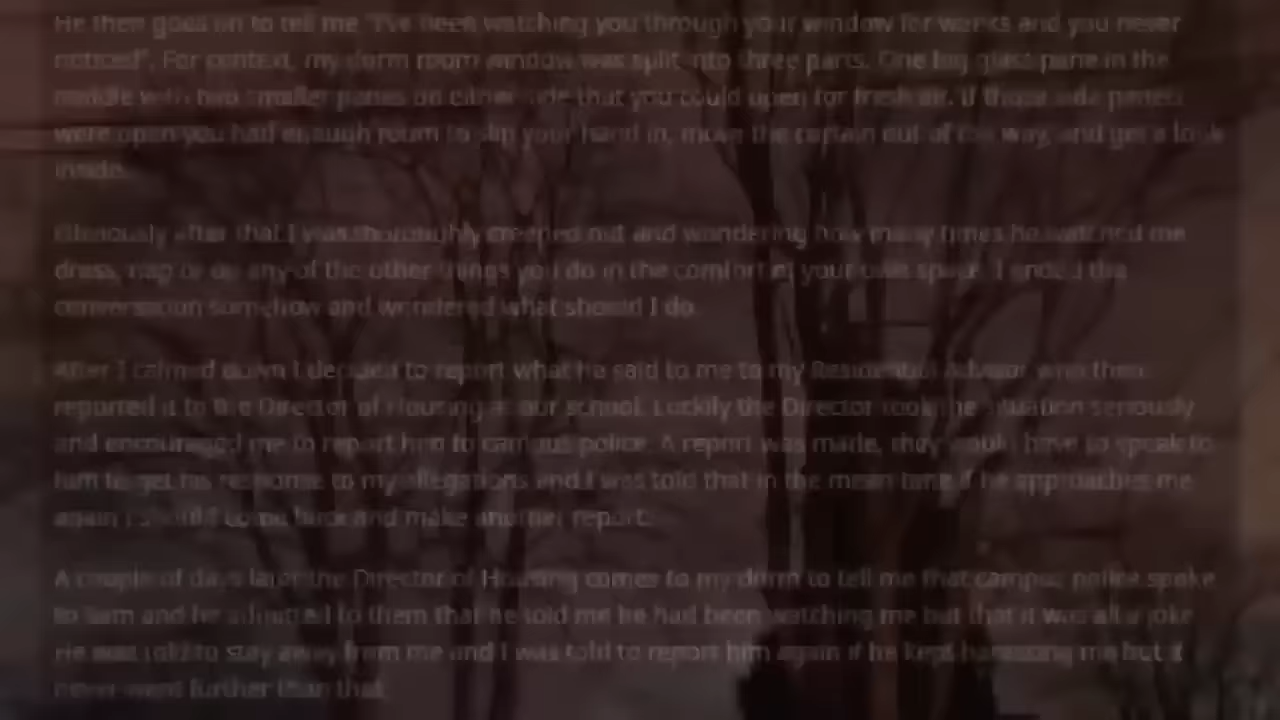 He then goes on to tell me "I've been watching you through your window for weeks and you never
noticed". For context, my dorm room window was split into three parts. One big glass pane in the
middle with two smaller panes on either side that you could open for fresh air. If those side panels
were open you had enough room to slip your hand in, move the curtain out of the way, and get a look
inside.
Obviously after that I was thoroughly creeped out and wondering how many times he watched me
dress, nap or do any of the other things you do in the comfort of your own space. I ended the
conversation somehow and wondered what should I do.
After I calmed down I decided to report what he said to me to my Residential Advisor who then
reported it to the Director of Housing at our school. Luckily the Director took the situation seriously
and encouraged me to report him to campus police. A report was made, they would have to speak to
him to get his response to my allegations and I was told that in the mean time if he approaches me
again I should come back and make another report.
A couple of days later the Director of Housing comes to my dorm to tell me that campus police spoke
to him and he admitted to them that he told me he had been watching me but that it was all a joke
He was told to stay away from me and I was told to report him again if he kept harassing me but it
never went further than that.